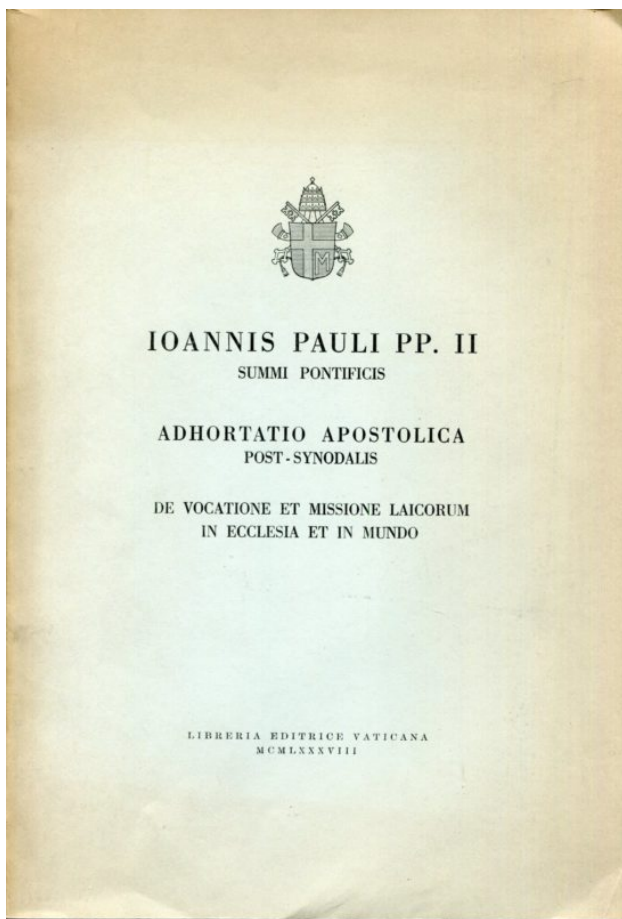 M
IOANNIS PAULI PP. II
SUMMI PONTIFICIS
ADHORTATIO APOSTOLICA
POST-SYNODALIS
DE VOCATIONE ET MISSIONE LAICORUM
IN ECCLESIA ET IN MUNDO
LIBRERIA EDITRICE VATICANA
MCMLXXXVIII